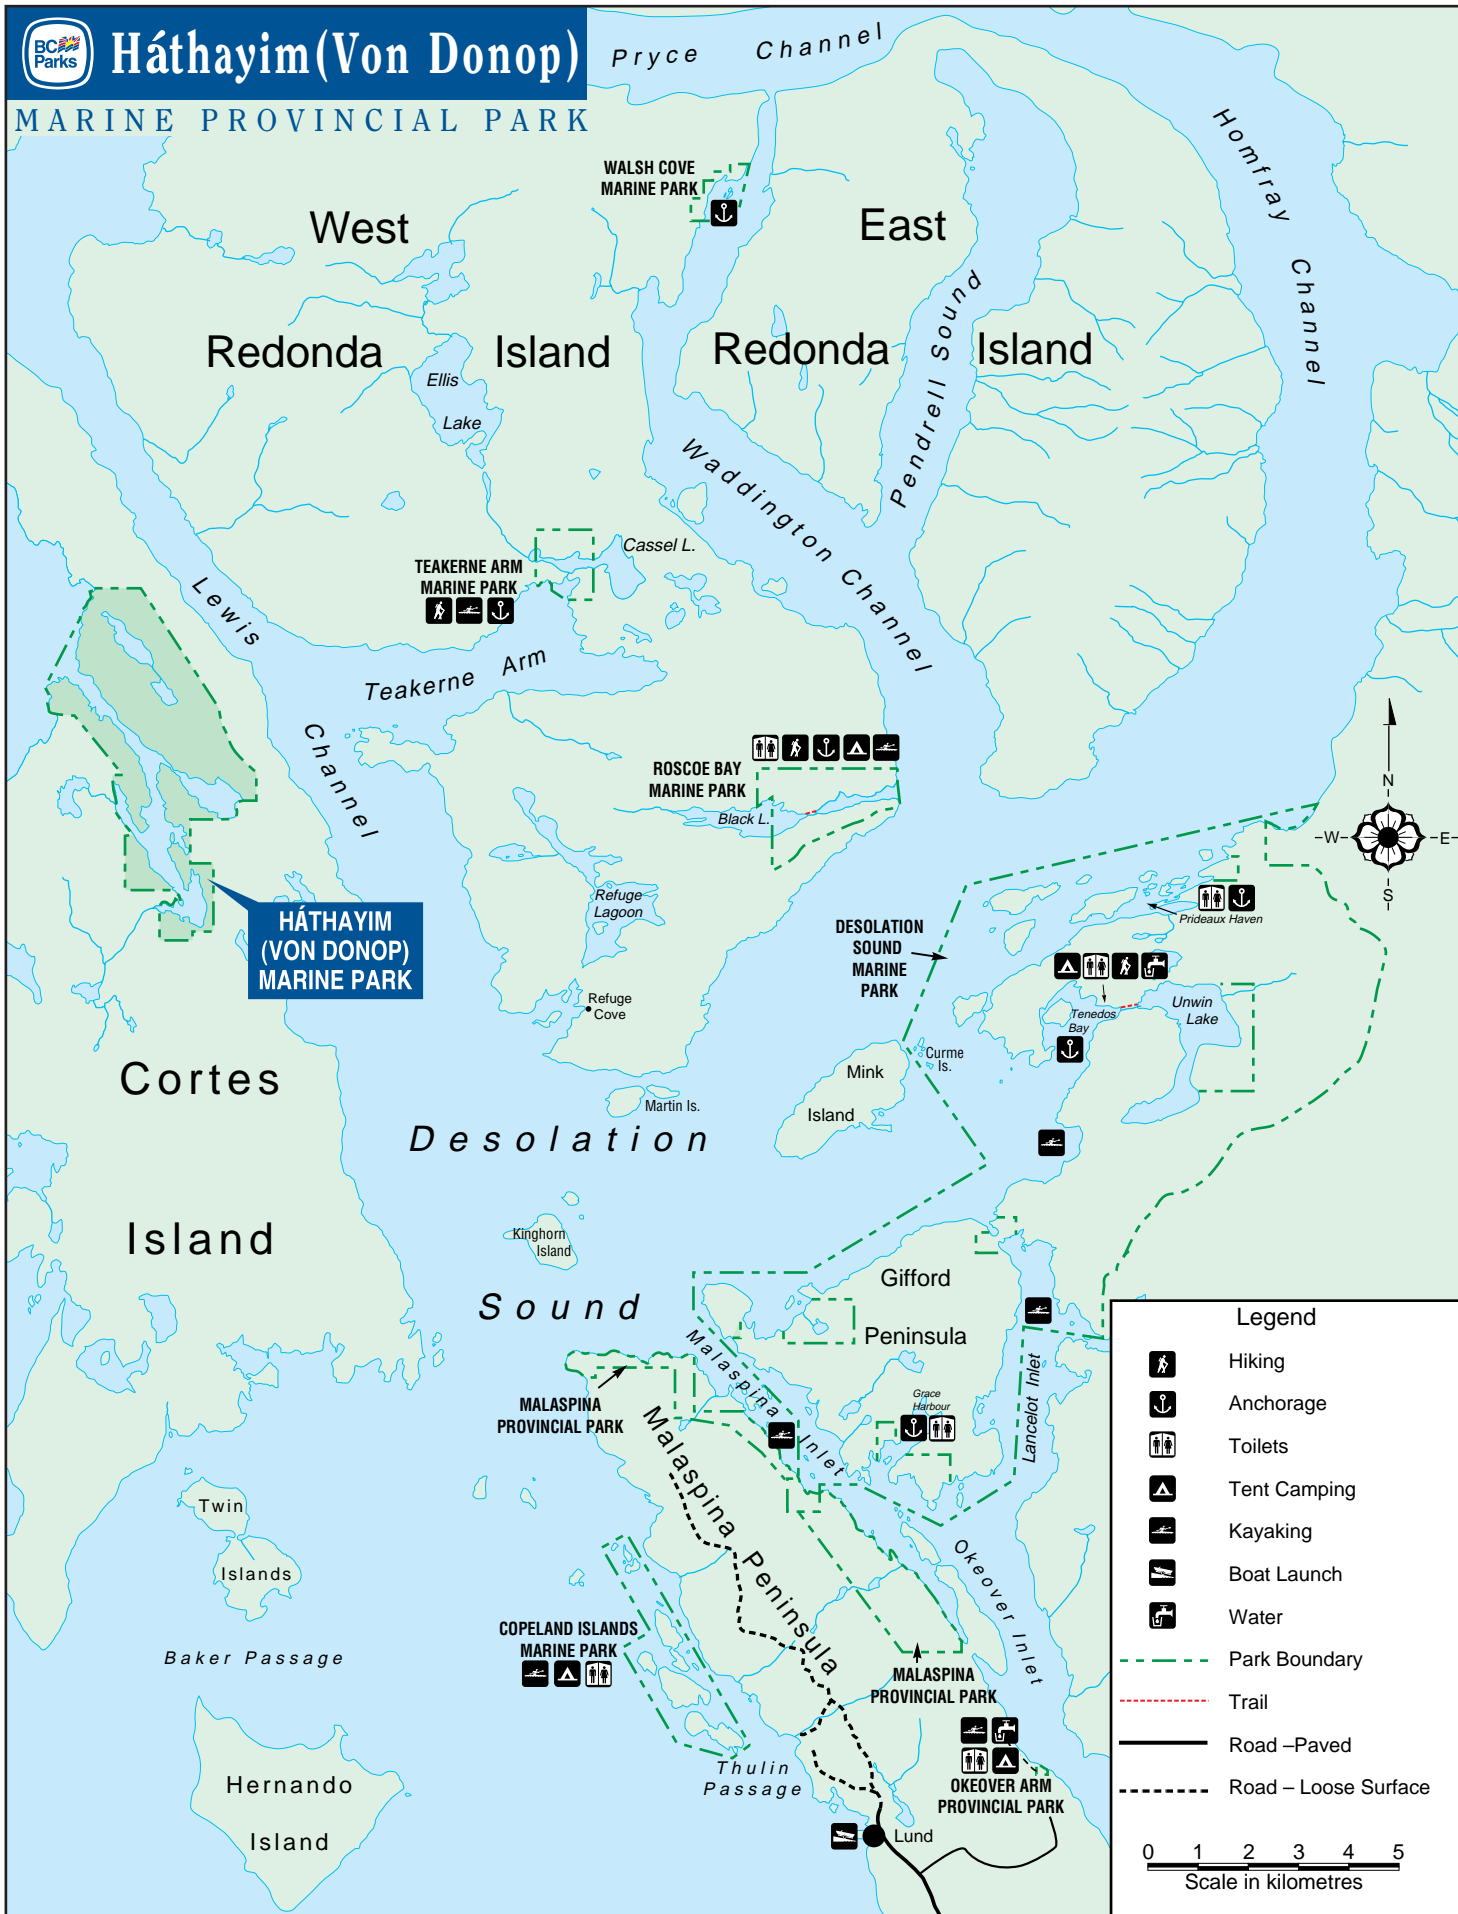 BC
Parks
Háthayim (Von Donop)
MARINE PROVINCIAL PARK
Pryce Channel
Homfray Channel
WALSH COVE
MARINE PARK
West
Redonda Island
East
Redonda Island
Pendrell Sound
Ellis
Lake
Waddington Channel
Cassel L.
TEAKERNE ARM
MARINE PARK
Lewis Channel
Teakerne Arm
ROSCOE BAY
MARINE PARK
Black L.
N
W E
S
HÁTHAYIM
(VON DONOP)
MARINE PARK
Refuge
Lagoon
Refuge
Cove
DESOLATION
SOUND
MARINE
PARK
Prideaux Haven
Tenedos
Bay
Unwin
Lake
Curme
Is.
Mink
Island
Martin Is.
Cortes
Island
Desolation
Sound
Kinghorn
Island
Gifford
Peninsula
Malaspina Inlet
Lancelot Inlet
Grace
Harbour
MALASPINA
PROVINCIAL PARK
Malaspina Peninsula
Okeover Inlet
Twin
Islands
Baker Passage
COPELAND ISLANDS
MARINE PARK
MALASPINA
PROVINCIAL PARK
Thulin
Passage
OKEOVER ARM
PROVINCIAL PARK
Hernando
Island
Lund
Legend
Hiking
Anchorage
Toilets
Tent Camping
Kayaking
Boat Launch
Water
Park Boundary
Trail
Road –Paved
Road – Loose Surface
0 1 2 3 4 5
Scale in kilometres